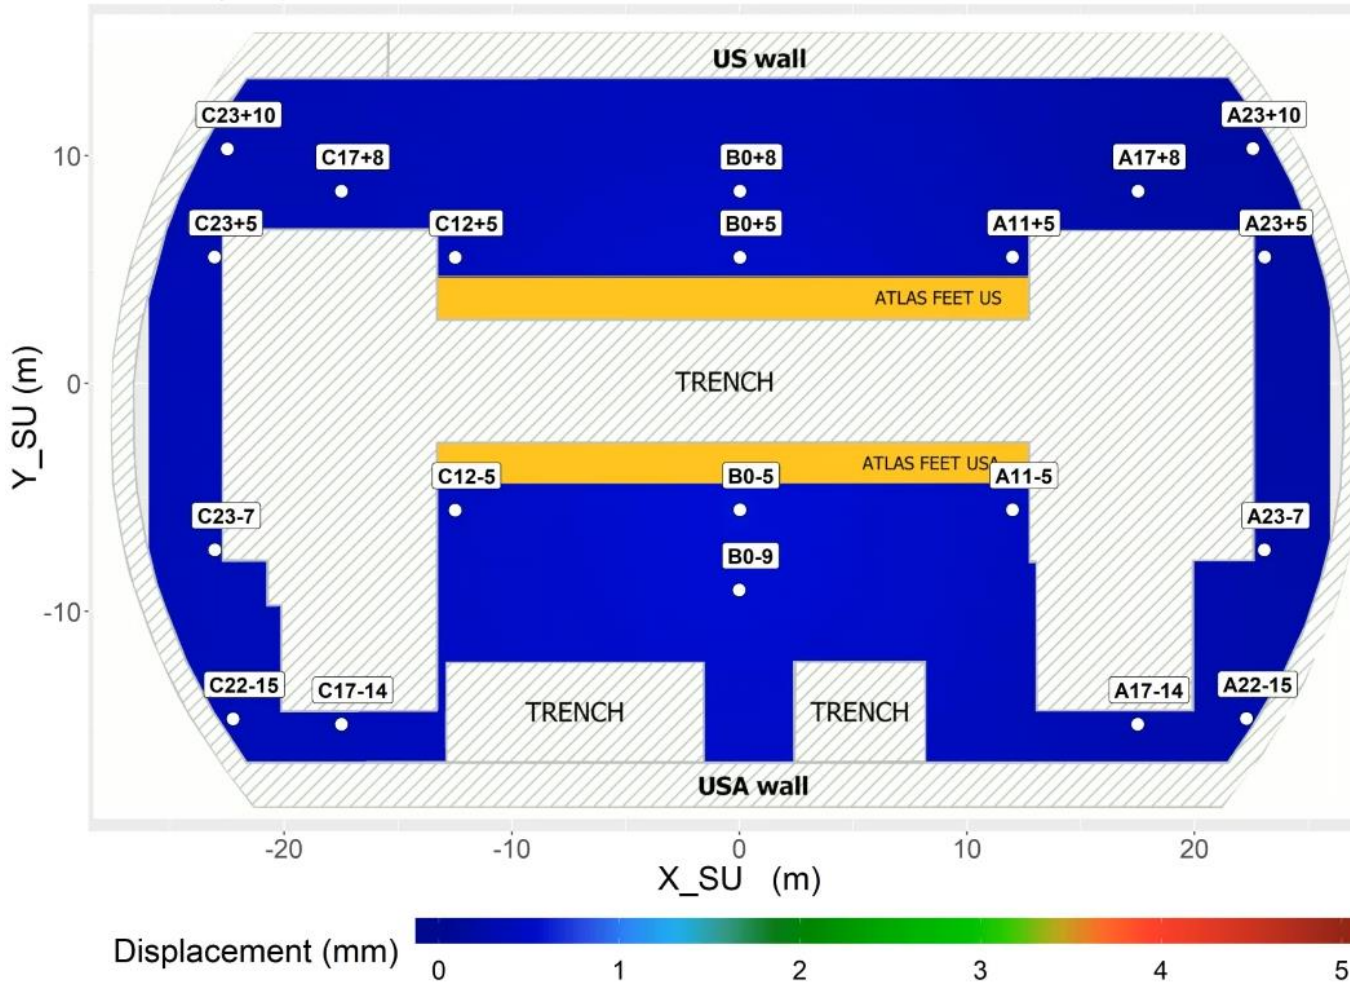 US wall
C23+10
A23+10
C17+8
B0+8
A17+8
10
C23+5
C12+5
B0+5
A11+5
A23+5
ATLAS FEET US
Y_SU (m)
0
TRENCH
ATLAS FEET USA
C12-5
B0-5
A11-5
C23-7
A23-7
B0-9
-10
C22-15
C17-14
A17-14
A22-15
TRENCH
TRENCH
USA wall
-20
-10
0
10
20
X_SU (m)
Displacement (mm)
0
1
2
3
4
5